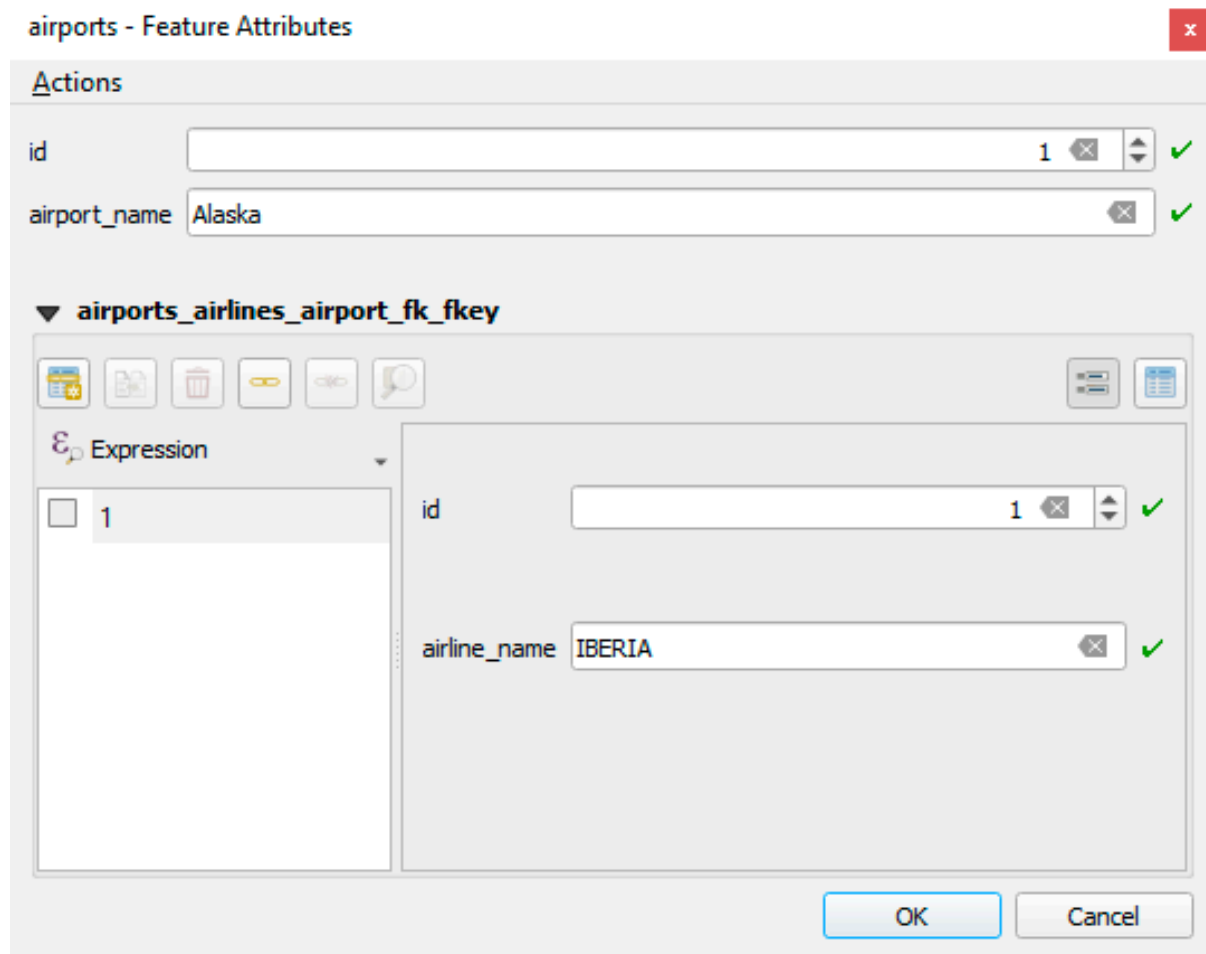 airports - Feature Attributes
x
Actions
id 1
airport_name Alaska
airports_airlines_airport_fk_fkey
ε Expression
1
id 1
airline_name IBERIA
OK Cancel